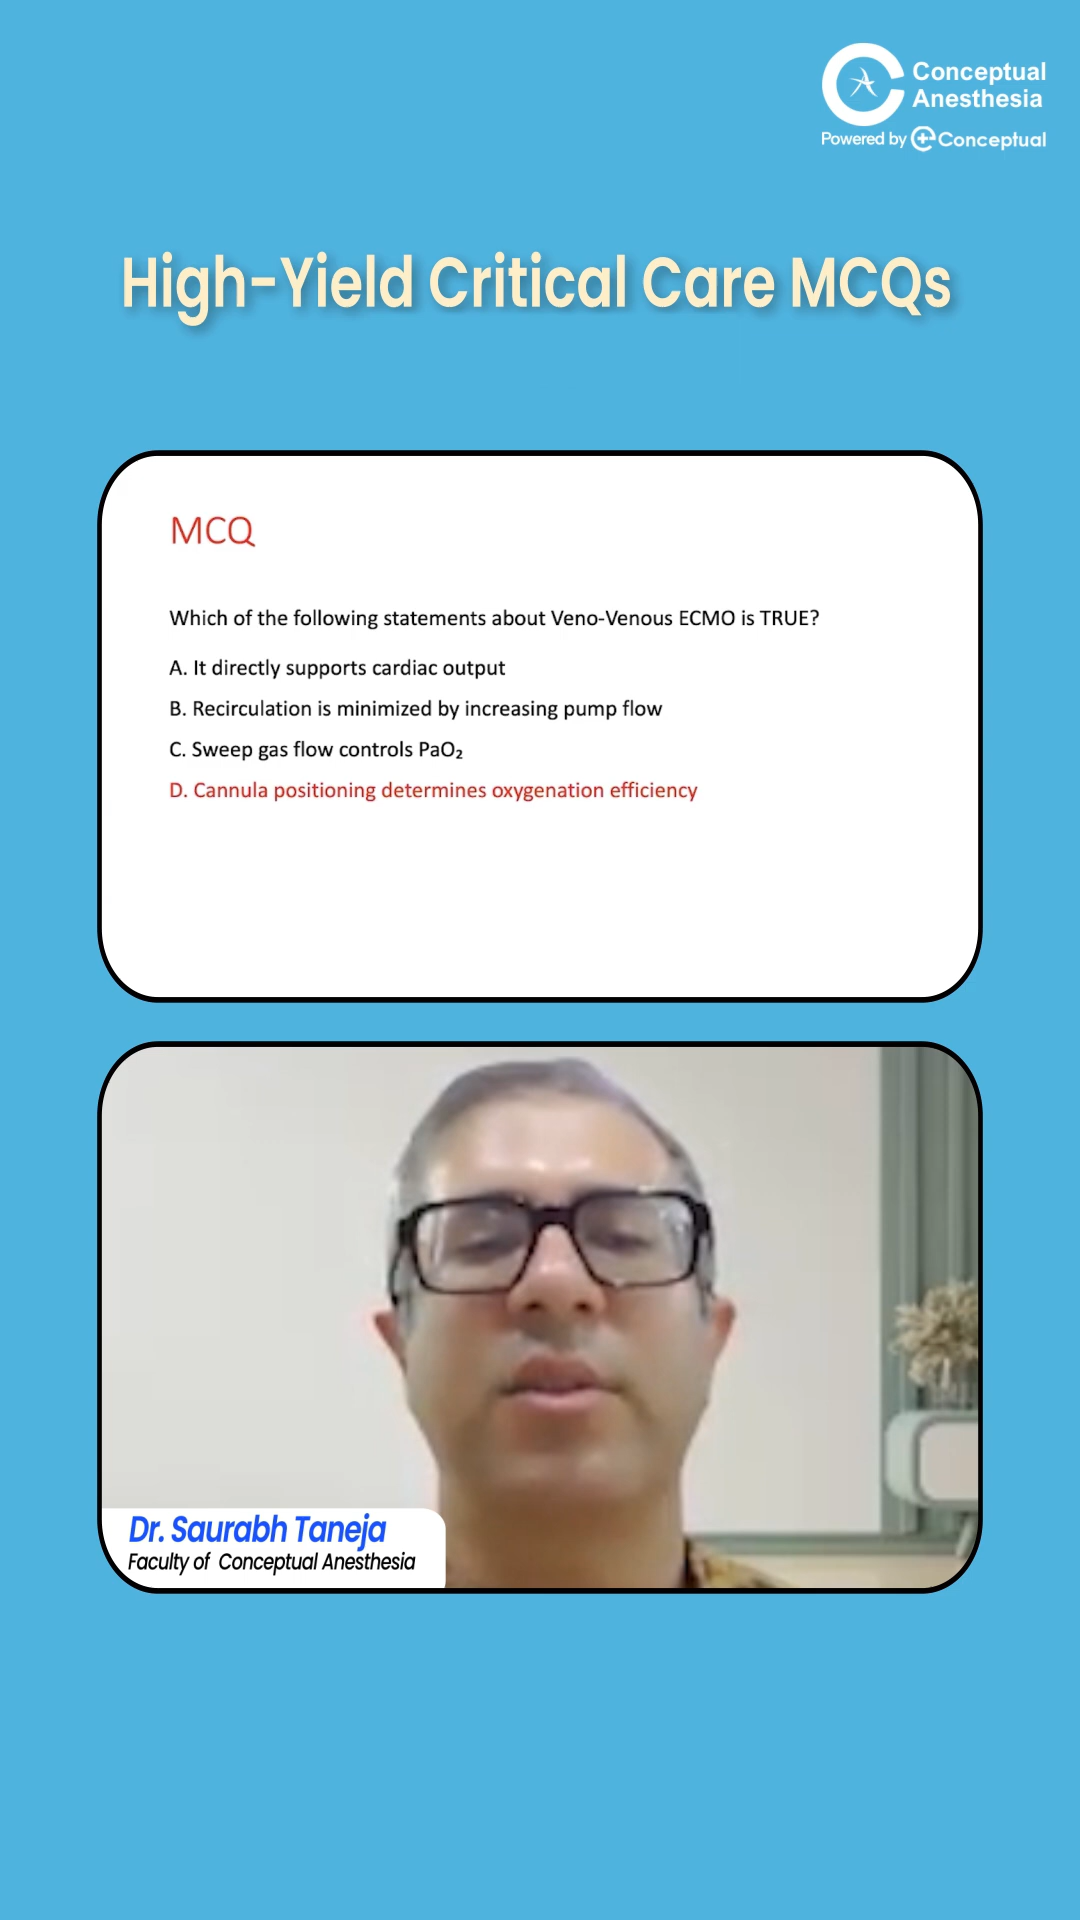 Conceptual
Anesthesia
Powered by Conceptual
High-Yield Critical Care MCQs
MCQ
Which of the following statements about Veno-Venous ECMO is TRUE?
A. It directly supports cardiac output
B. Recirculation is minimized by increasing pump flow
C. Sweep gas flow controls PaO₂
D. Cannula positioning determines oxygenation efficiency
Dr. Saurabh Taneja
Faculty of Conceptual Anesthesia